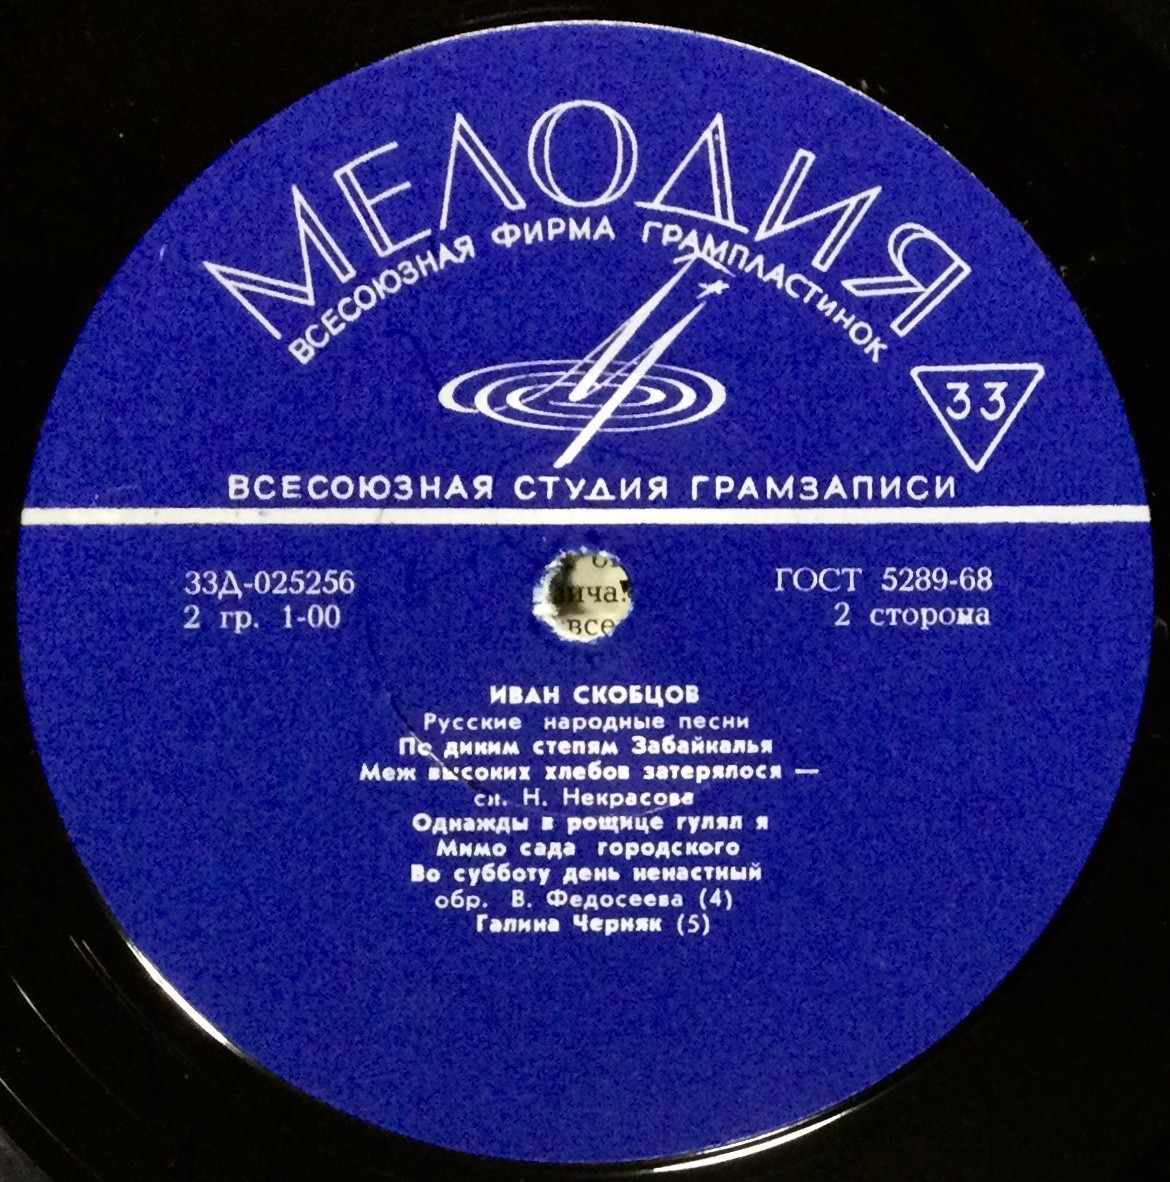 МЕЛОДИЯ
ВСЕСОЮЗНАЯ ФИРМА ГРАМПЛАСТИНОК
33
ВСЕСОЮЗНАЯ СТУДИЯ ГРАМЗАПИСИ
33Д-025256
ГОСТ 5289-68
2 гр. 1-00
2 сторона
вича!
все
ИВАН СКОБЦОВ
Русские народные песни
По диким степям Забайкалья
Меж высоких хлебов затерялося —
сл. Н. Некрасова
Однажды в рощице гулял я
Мимо сада городского
Во субботу день ненастный
обр. В. Федосеева (4)
Галина Черняк (5)